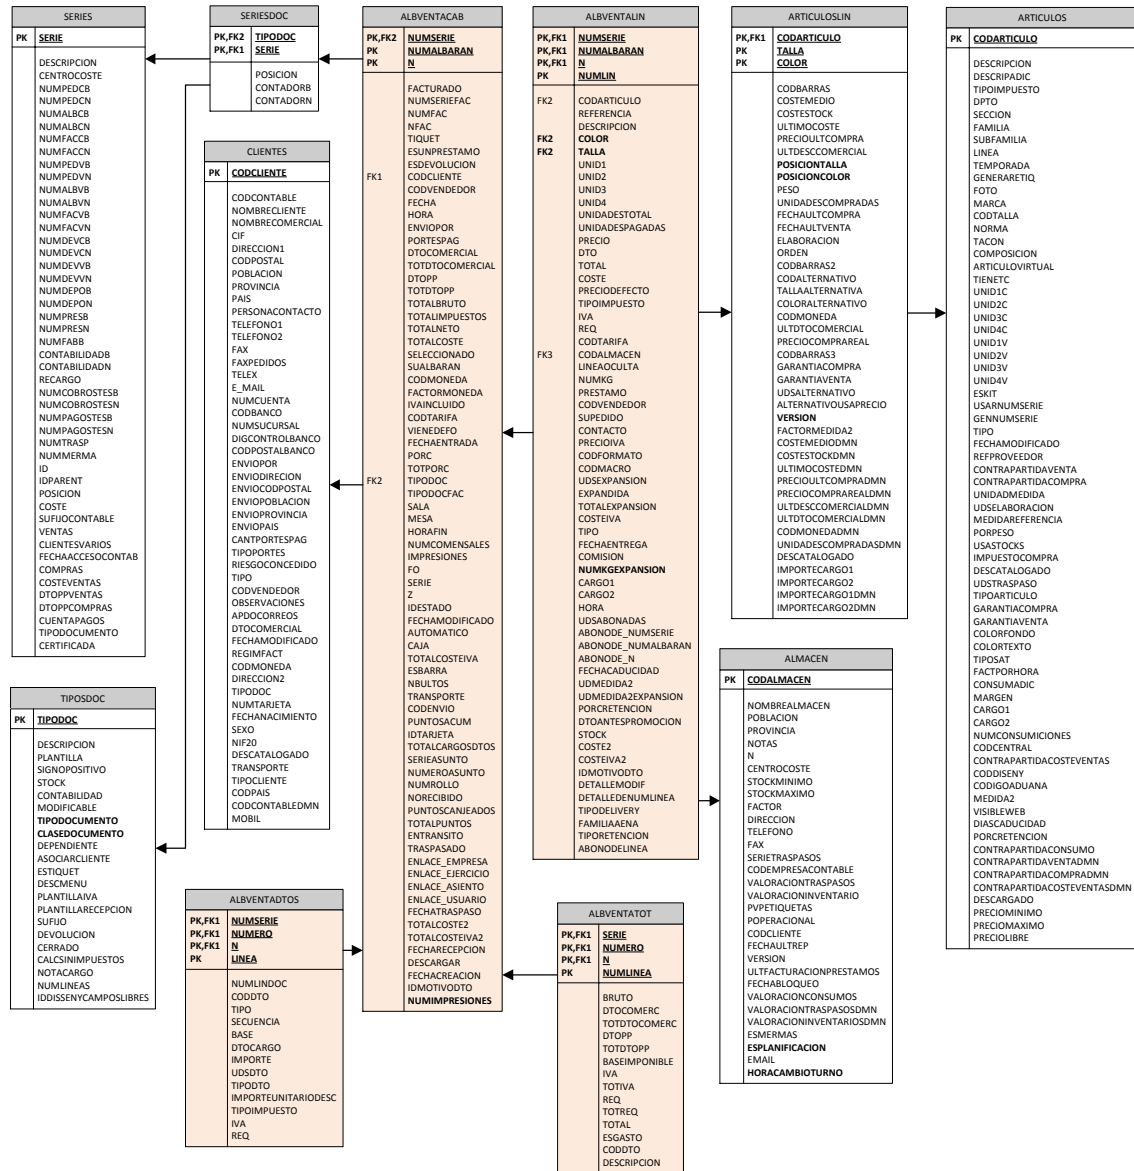 SERIES
PK SERIE
DESCRIPCION
CENTROCOSTE
NUMPEDCB
NUMPEDCN
NUMALBCB
NUMALBCN
NUMFACCB
NUMFACCN
NUMPEDVB
NUMPEDVN
NUMALBVB
NUMALBVN
NUMFACVB
NUMFACVN
NUMDEVCB
NUMDEVCN
NUMDEVVB
NUMDEVVN
NUMDEPOB
NUMDEPON
NUMPRESB
NUMPRESN
NUMFABB
CONTABILIDADB
CONTABILIDADN
RECARGO
NUMCOBROSTESB
NUMCOBROSTESN
NUMPAGOSTESB
NUMPAGOSTESN
NUMTRASP
NUMMERMA
ID
IDPARENT
POSICION
COSTE
SUFIJOCONTABLE
VENTAS
CLIENTESVARIOS
FECHAACCESOCONTAB
COMPRAS
COSTEVENTAS
DTOPPVENTAS
DTOPPCOMPRAS
CUENTAPAGOS
TIPODOCUMENTO
CERTIFICADA
TIPOSDOC
PK TIPODOC
DESCRIPCION
PLANTILLA
SIGNOPOSITIVO
STOCK
CONTABILIDAD
MODIFICABLE
TIPODOCUMENTO
CLASEDOCUMENTO
DEPENDIENTE
ASOCIARCLIENTE
ESTIQUET
DESCMENU
PLANTILLAIVA
PLANTILLARECEPCION
SUFIJO
DEVOLUCION
CERRADO
CALCSINIMPUESTOS
NOTACARGO
NUMLINEAS
IDDISSENYCAMPOSLIBRES
SERIESDOC
PK,FK2 TIPODOC
PK,FK1 SERIE
POSICION
CONTADORB
CONTADORN
CLIENTES
PK CODCLIENTE
CODCONTABLE
NOMBRECLIENTE
NOMBRECOMERCIAL
CIF
DIRECCION1
CODPOSTAL
POBLACION
PROVINCIA
PAIS
PERSONACONTACTO
TELEFONO1
TELEFONO2
FAX
FAXPEDIDOS
TELEX
E_MAIL
NUMCUENTA
CODBANCO
NUMSUCURSAL
DIGCONTROLBANCO
CODPOSTALBANCO
ENVIOPOR
ENVIODIRECION
ENVIOCODPOSTAL
ENVIOPOBLACION
ENVIOPROVINCIA
ENVIOPAIS
CANTPORTESPAG
TIPOPORTES
RIESGOCONCEDIDO
TIPO
CODVENDEDOR
OBSERVACIONES
APDOCORREOS
DTOCOMERCIAL
FECHAMODIFICADO
REGIMFACT
CODMONEDA
DIRECCION2
TIPODOC
NUMTARJETA
FECHANACIMIENTO
SEXO
NIF20
DESCATALOGADO
TRANSPORTE
TIPOCLIENTE
CODPAIS
CODCONTABLEDMN
MOBIL
ALBVENTADTOS
PK,FK1 NUMSERIE
PK,FK1 NUMERO
PK,FK1 N
PK LINEA
NUMLINDOC
CODDTO
TIPO
SECUENCIA
BASE
DTOCARGO
IMPORTE
UDSDTO
TIPODTO
IMPORTEUNITARIODESC
TIPOIMPUESTO
IVA
REQ
ALBVENTACAB
PK,FK2 NUMSERIE
PK NUMALBARAN
PK N
FACTURADO
NUMSERIEFAC
NUMFAC
NFAC
TIQUET
ESUNPRESTAMO
ESDEVOLUCION
FK1 CODCLIENTE
CODVENDEDOR
FECHA
HORA
ENVIOPOR
PORTESPAG
DTOCOMERCIAL
TOTDTOCOMERCIAL
DTOPP
TOTDTOPP
TOTALBRUTO
TOTALIMPUESTOS
TOTALNETO
TOTALCOSTE
SELECCIONADO
SUALBARAN
CODMONEDA
FACTORMONEDA
IVAINCLUIDO
CODTARIFA
VIENEDEFO
FECHAENTRADA
PORC
TOTPORC
FK2 TIPODOC
TIPODOCFAC
SALA
MESA
HORAFIN
NUMCOMENSALES
IMPRESIONES
FO
SERIE
Z
IDESTADO
FECHAMODIFICADO
AUTOMATICO
CAJA
TOTALCOSTEIVA
ESBARRA
NBULTOS
TRANSPORTE
CODENVIO
PUNTOSACUM
IDTARJETA
TOTALCARGOSDTOS
SERIEASUNTO
NUMEROASUNTO
NUMROLLO
NORECIBIDO
PUNTOSCANJEADOS
TOTALPUNTOS
ENTRANSITO
TRASPASADO
ENLACE_EMPRESA
ENLACE_EJERCICIO
ENLACE_ASIENTO
ENLACE_USUARIO
FECHATRASPASO
TOTALCOSTE2
TOTALCOSTEIVA2
FECHARECEPCION
DESCARGAR
FECHACREACION
IDMOTIVODTO
NUMIMPRESIONES
ALBVENTALIN
PK,FK1 NUMSERIE
PK,FK1 NUMALBARAN
PK,FK1 N
PK NUMLIN
FK2 CODARTICULO
REFERENCIA
DESCRIPCION
FK2 COLOR
FK2 TALLA
UNID1
UNID2
UNID3
UNID4
UNIDADESTOTAL
UNIDADESPAGADAS
PRECIO
DTO
TOTAL
COSTE
PRECIODEFECTO
TIPOIMPUESTO
IVA
REQ
CODTARIFA
FK3 CODALMACEN
LINEAOCULTA
NUMKG
PRESTAMO
CODVENDEDOR
SUPEDIDO
CONTACTO
PRECIOIVA
CODFORMATO
CODMACRO
UDSEXPANSION
EXPANDIDA
TOTALEXPANSION
COSTEIVA
TIPO
FECHAENTREGA
COMISION
NUMKGEXPANSION
CARGO1
CARGO2
HORA
UDSABONADAS
ABONODE_NUMSERIE
ABONODE_NUMALBARAN
ABONODE_N
FECHACADUCIDAD
UDMEDIDA2
UDMEDIDA2EXPANSION
PORCRETENCION
DTOANTESPROMOCION
STOCK
COSTE2
COSTEIVA2
IDMOTIVODTO
DETALLEMODIF
DETALLEDENUMLINEA
TIPODELIVERY
FAMILIAAENA
TIPORETENCION
ABONODELINEA
ALBVENTATOT
PK,FK1 SERIE
PK,FK1 NUMERO
PK,FK1 N
PK NUMLINEA
BRUTO
DTOCOMERC
TOTDTOCOMERC
DTOPP
TOTDTOPP
BASEIMPONIBLE
IVA
TOTIVA
REQ
TOTREQ
TOTAL
ESGASTO
CODDTO
DESCRIPCION
ARTICULOSLIN
PK,FK1 CODARTICULO
PK TALLA
PK COLOR
CODBARRAS
COSTEMEDIO
COSTESTOCK
ULTIMOCOSTE
PRECIOULTCOMPRA
ULTDESCCOMERCIAL
POSICIONTALLA
POSICIONCOLOR
PESO
UNIDADESCOMPRADAS
FECHAULTCOMPRA
FECHAULTVENTA
ELABORACION
ORDEN
CODBARRAS2
CODALTERNATIVO
TALLAALTERNATIVA
COLORALTERNATIVO
CODMONEDA
ULTDTOCOMERCIAL
PRECIOCOMPRAREAL
CODBARRAS3
GARANTIACOMPRA
GARANTIAVENTA
UDSALTERNATIVO
ALTERNATIVOUSAPRECIO
VERSION
FACTORMEDIDA2
COSTEMEDIODMN
COSTESTOCKDMN
ULTIMOCOSTEDMN
PRECIOULTCOMPRADMN
PRECIOCOMPRAREALDMN
ULTDESCCOMERCIALDMN
ULTDTOCOMERCIALDMN
CODMONEDADMN
UNIDADESCOMPRADASDMN
DESCATALOGADO
IMPORTECARGO1
IMPORTECARGO2
IMPORTECARGO1DMN
IMPORTECARGO2DMN
ALMACEN
PK CODALMACEN
NOMBREALMACEN
POBLACION
PROVINCIA
NOTAS
N
CENTROCOSTE
STOCKMINIMO
STOCKMAXIMO
FACTOR
DIRECCION
TELEFONO
FAX
SERIETRASPASOS
CODEMPRESACONTABLE
VALORACIONTRASPASOS
VALORACIONINVENTARIO
PVPETIQUETAS
POPERACIONAL
CODCLIENTE
FECHAULTREP
VERSION
ULTFACTURACIONPRESTAMOS
FECHABLOQUEO
VALORACIONCONSUMOS
VALORACIONTRASPASOSDMN
VALORACIONINVENTARIOSDMN
ESMERMAS
ESPLANIFICACION
EMAIL
HORACAMBIOTURNO
ARTICULOS
PK CODARTICULO
DESCRIPCION
DESCRIPADIC
TIPOIMPUESTO
DPTO
SECCION
FAMILIA
SUBFAMILIA
LINEA
TEMPORADA
GENERARETIQ
FOTO
MARCA
CODTALLA
NORMA
TACON
COMPOSICION
ARTICULOVIRTUAL
TIENETC
UNID1C
UNID2C
UNID3C
UNID4C
UNID1V
UNID2V
UNID3V
UNID4V
ESKIT
USARNUMSERIE
GENNUMSERIE
TIPO
FECHAMODIFICADO
REFPROVEEDOR
CONTRAPARTIDAVENTA
CONTRAPARTIDACOMPRA
UNIDADMEDIDA
UDSELABORACION
MEDIDAREFERENCIA
PORPESO
USASTOCKS
IMPUESTOCOMPRA
DESCATALOGADO
UDSTRASPASO
TIPOARTICULO
GARANTIACOMPRA
GARANTIAVENTA
COLORFONDO
COLORTEXTO
TIPOSAT
FACTPORHORA
CONSUMADIC
MARGEN
CARGO1
CARGO2
NUMCONSUMICIONES
CODCENTRAL
CONTRAPARTIDACOSTEVENTAS
CODDISENY
CODIGOADUANA
MEDIDA2
VISIBLEWEB
DIASCADUCIDAD
PORCRETENCION
CONTRAPARTIDACONSUMO
CONTRAPARTIDAVENTADMN
CONTRAPARTIDACOMPRADMN
CONTRAPARTIDACOSTEVENTASDMN
DESCARGADO
PRECIOMINIMO
PRECIOMAXIMO
PRECIOLIBRE